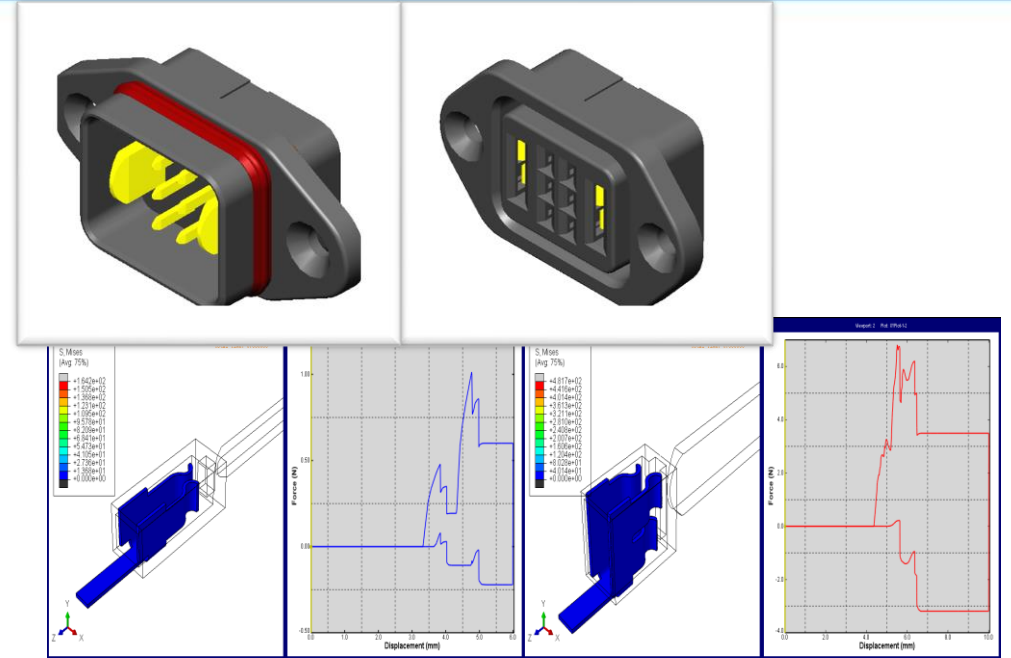 S, Mises
(Avg: 75%)
+1.642e+02
+1.505e+02
+1.368e+02
+1.231e+02
+1.095e+02
+9.578e+01
+8.209e+01
+6.841e+01
+5.473e+01
+4.105e+01
+2.736e+01
+1.368e+01
+0.000e+00
Y
Z
X
Force (N)
1.00
0.50
0.00
-0.50
0.0
1.0
2.0
3.0
4.0
5.0
6.0
Displacement (mm)
S, Mises
(Avg: 75%)
+4.817e+02
+4.416e+02
+4.014e+02
+3.613e+02
+3.211e+02
+2.810e+02
+2.408e+02
+2.007e+02
+1.606e+02
+1.204e+02
+8.028e+01
+4.014e+01
+0.000e+00
Y
Z
X
Viewport: 2
Force (N)
6.0
4.0
2.0
0.0
-2.0
-4.0
0.0
2.0
4.0
6.0
8.0
10.0
Displacement (mm)